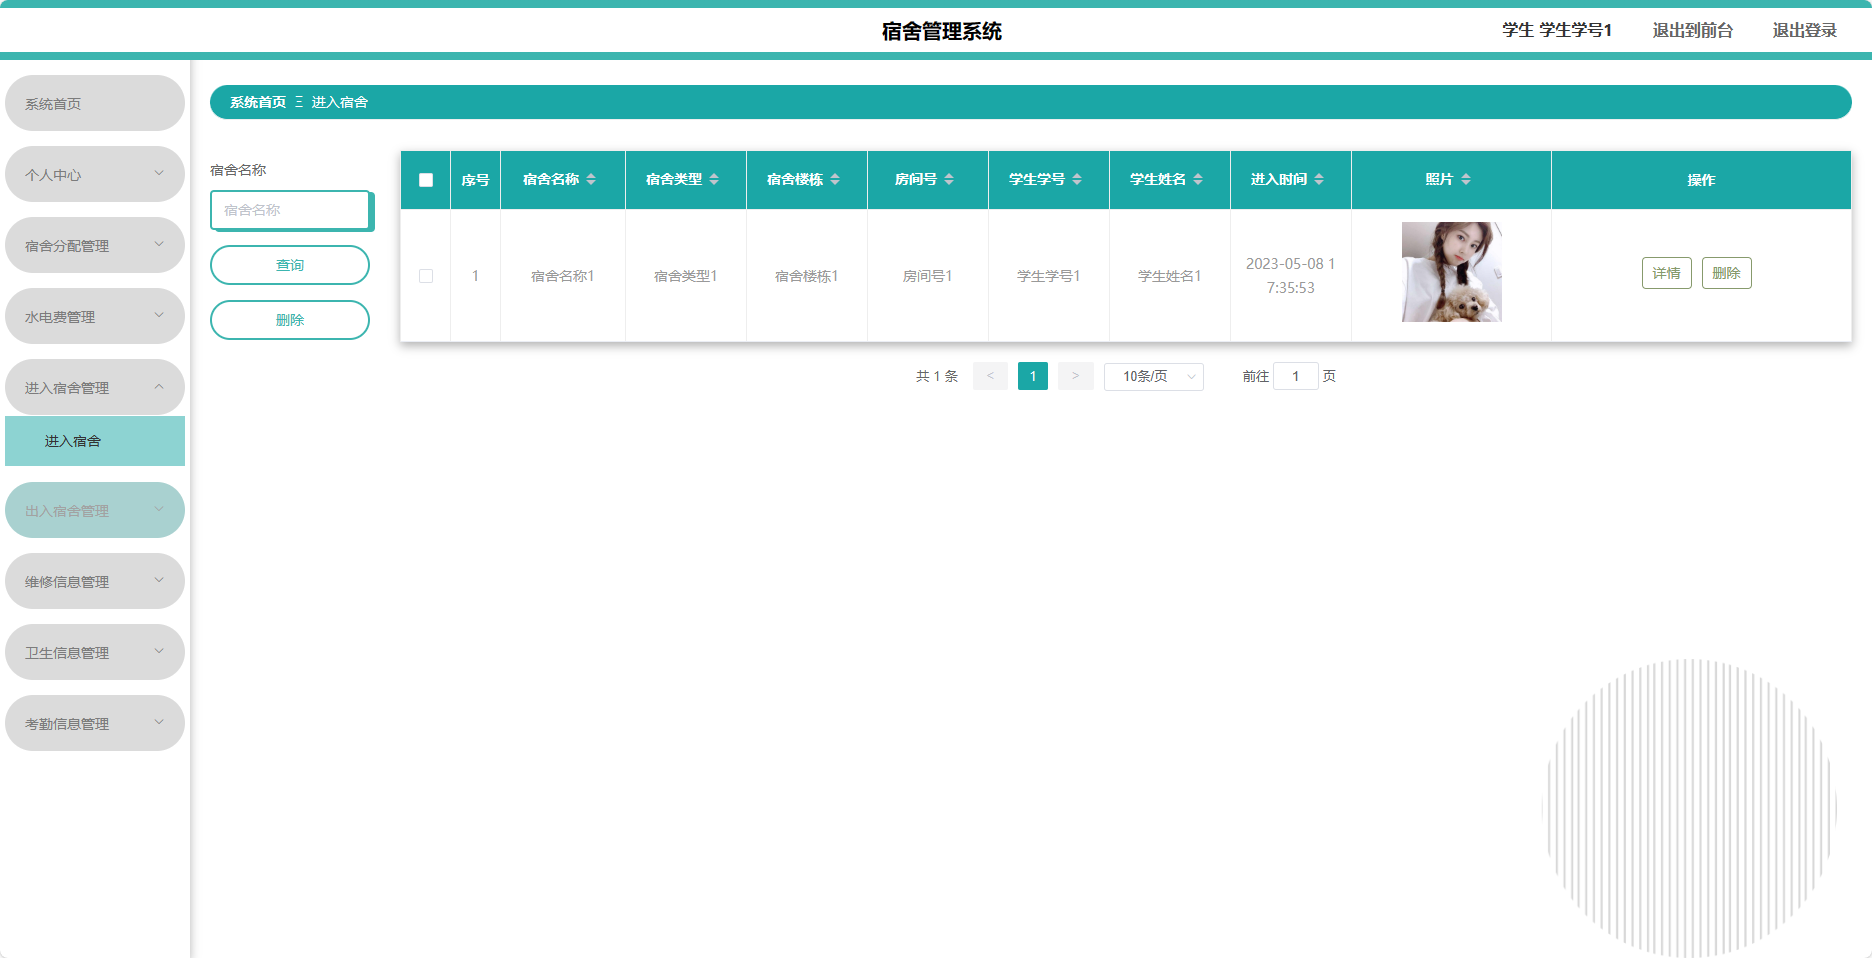 宿舍管理系统
学生 学生学号1 退出到前台 退出登录
系统首页
个人中心
宿舍分配管理
水电费管理
进入宿舍管理
进入宿舍
出入宿舍管理
维修信息管理
卫生信息管理
考勤信息管理
系统首页 Ξ 进入宿舍
宿舍名称
宿舍名称
查询
删除
序号 宿舍名称 宿舍类型 宿舍楼栋 房间号 学生学号 学生姓名 进入时间 照片 操作
1 宿舍名称1 宿舍类型1 宿舍楼栋1 房间号1 学生学号1 学生姓名1 2023-05-08 1
7:35:53 详情 删除
共 1 条 < 1 > 10条/页 前往 1 页